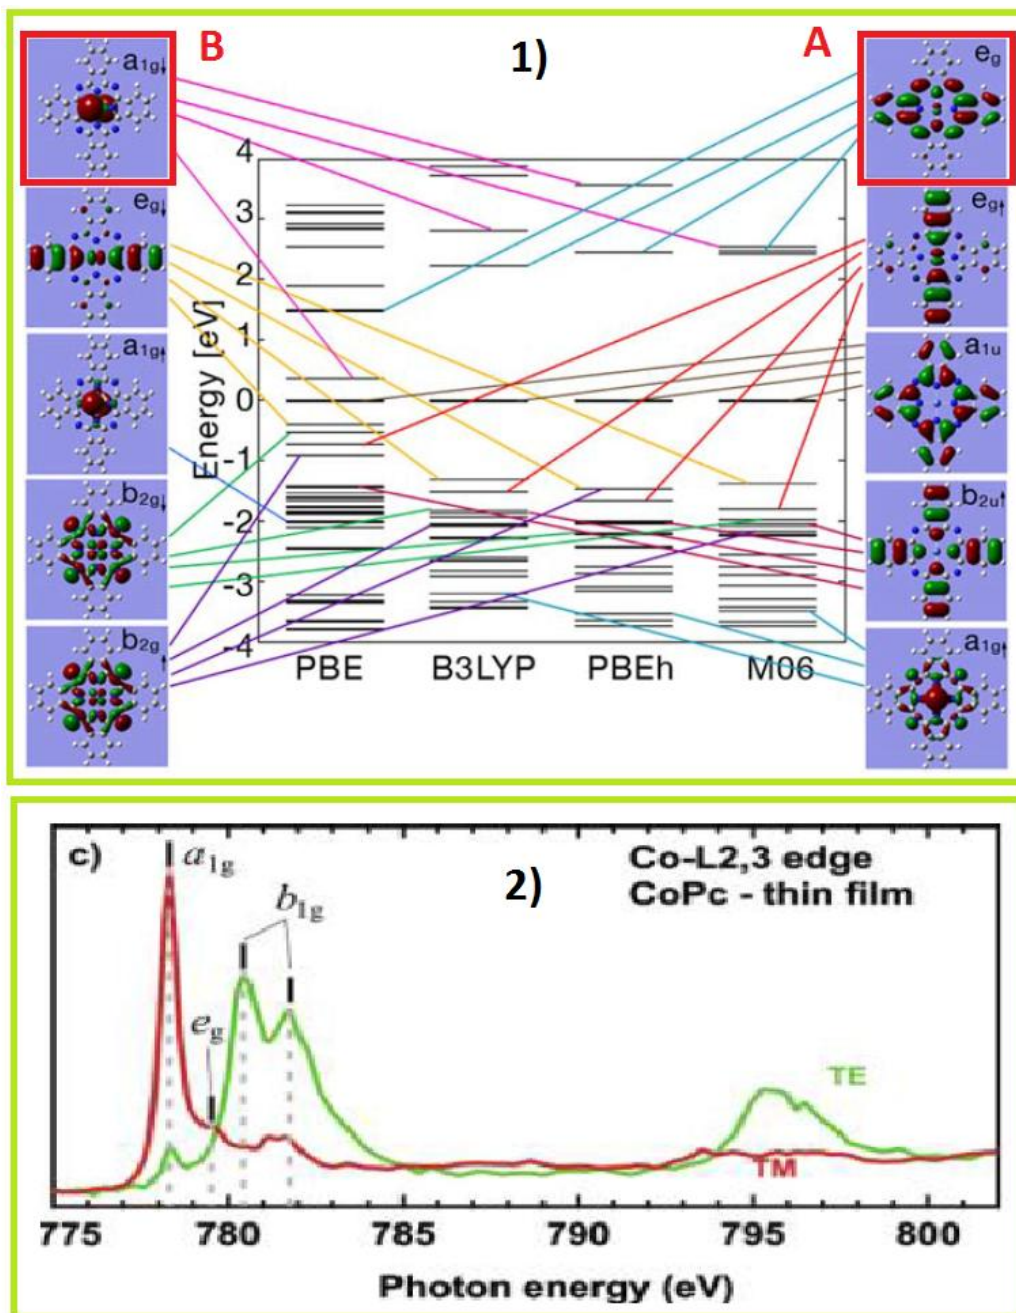 B
1)
A
a1g↓
eg
eg↓
eg↑
a1g↑
a1u
b2g↓
b2u↑
b2g↑
a1g↑
Energy [eV]
4
3
2
1
0
-1
-2
-3
-4
PBE B3LYP PBEh M06
c)
2)
Co-L2,3 edge
CoPc - thin film
a1g
b1g
eg
TE
TM
775 780 785 790 795 800
Photon energy (eV)